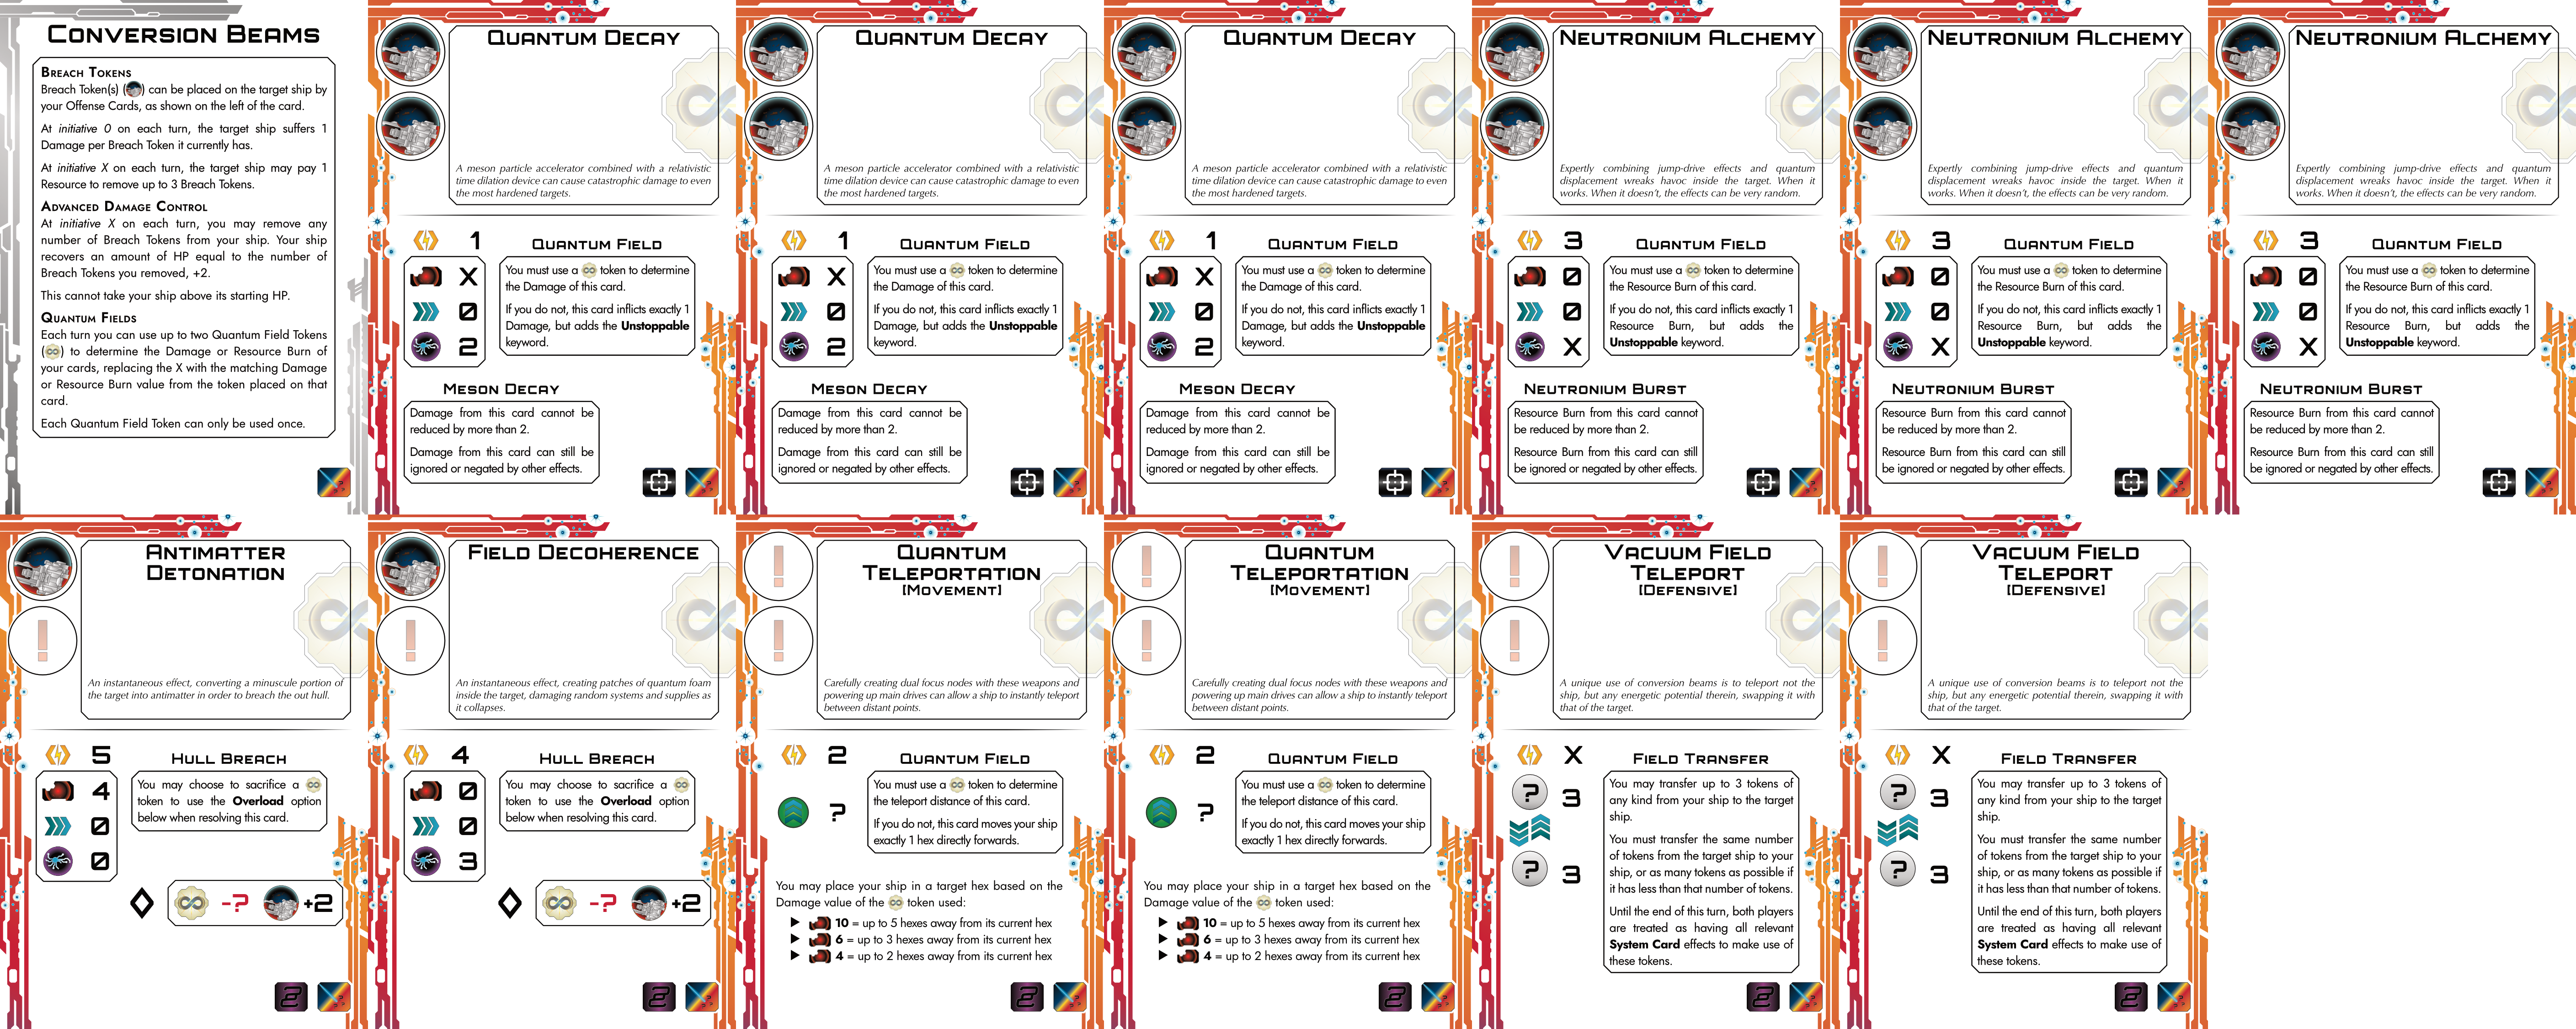 CONVERSION BEAMS
BREACH TOKENS
Breach Token(s) ( ) can be placed on the target ship by
your Offense Cards, as shown on the left of the card.
At initiative 0 on each turn, the target ship suffers 1
Damage per Breach Token it currently has.
At initiative X on each turn, the target ship may pay 1
Resource to remove up to 3 Breach Tokens.
ADVANCED DAMAGE CONTROL
At initiative X on each turn, you may remove any
number of Breach Tokens from your ship. Your ship
recovers an amount of HP equal to the number of
Breach Tokens you removed, +2.
This cannot take your ship above its starting HP.
QUANTUM FIELDS
Each turn you can use up to two Quantum Field Tokens
( ) to determine the Damage or Resource Burn of
your cards, replacing the X with the matching Damage
or Resource Burn value from the token placed on that
card.
Each Quantum Field Token can only be used once.
QUANTUM DECAY
A meson particle accelerator combined with a relativistic
time dilation device can cause catastrophic damage to even
the most hardened targets.
1
X
0
2
QUANTUM FIELD
You must use a token to determine
the Damage of this card.
If you do not, this card inflicts exactly 1
Damage, but adds the Unstoppable
keyword.
MESON DECAY
Damage from this card cannot be
reduced by more than 2.
Damage from this card can still be
ignored or negated by other effects.
QUANTUM DECAY
A meson particle accelerator combined with a relativistic
time dilation device can cause catastrophic damage to even
the most hardened targets.
1
X
0
2
QUANTUM FIELD
You must use a token to determine
the Damage of this card.
If you do not, this card inflicts exactly 1
Damage, but adds the Unstoppable
keyword.
MESON DECAY
Damage from this card cannot be
reduced by more than 2.
Damage from this card can still be
ignored or negated by other effects.
QUANTUM DECAY
A meson particle accelerator combined with a relativistic
time dilation device can cause catastrophic damage to even
the most hardened targets.
1
X
0
2
QUANTUM FIELD
You must use a token to determine
the Damage of this card.
If you do not, this card inflicts exactly 1
Damage, but adds the Unstoppable
keyword.
MESON DECAY
Damage from this card cannot be
reduced by more than 2.
Damage from this card can still be
ignored or negated by other effects.
NEUTRONIUM ALCHEMY
Expertly combining jump-drive effects and quantum
displacement wreaks havoc inside the target. When it
works. When it doesn't, the effects can be very random.
3
0
0
X
QUANTUM FIELD
You must use a token to determine
the Resource Burn of this card.
If you do not, this card inflicts exactly 1
Resource Burn, but adds the
Unstoppable keyword.
NEUTRONIUM BURST
Resource Burn from this card cannot
be reduced by more than 2.
Resource Burn from this card can still
be ignored or negated by other effects.
NEUTRONIUM ALCHEMY
Expertly combining jump-drive effects and quantum
displacement wreaks havoc inside the target. When it
works. When it doesn't, the effects can be very random.
3
0
0
X
QUANTUM FIELD
You must use a token to determine
the Resource Burn of this card.
If you do not, this card inflicts exactly 1
Resource Burn, but adds the
Unstoppable keyword.
NEUTRONIUM BURST
Resource Burn from this card cannot
be reduced by more than 2.
Resource Burn from this card can still
be ignored or negated by other effects.
NEUTRONIUM ALCHEMY
Expertly combining jump-drive effects and quantum
displacement wreaks havoc inside the target. When it
works. When it doesn't, the effects can be very random.
3
0
0
X
QUANTUM FIELD
You must use a token to determine
the Resource Burn of this card.
If you do not, this card inflicts exactly 1
Resource Burn, but adds the
Unstoppable keyword.
NEUTRONIUM BURST
Resource Burn from this card cannot
be reduced by more than 2.
Resource Burn from this card can still
be ignored or negated by other effects.
ANTIMATTER
DETONATION
!
An instantaneous effect, converting a minuscule portion of
the target into antimatter in order to breach the out hull.
5
4
0
0
HULL BREACH
You may choose to sacrifice a
token to use the Overload option
below when resolving this card.
-? +2
2
FIELD DECOHERENCE
!
An instantaneous effect, creating patches of quantum foam
inside the target, damaging random systems and supplies as
it collapses.
4
0
0
3
HULL BREACH
You may choose to sacrifice a
token to use the Overload option
below when resolving this card.
-? +2
2
QUANTUM
TELEPORTATION
[MOVEMENT]
!
!
Carefully creating dual focus nodes with these weapons and
powering up main drives can allow a ship to instantly teleport
between distant points.
2
?
QUANTUM FIELD
You must use a token to determine
the teleport distance of this card.
If you do not, this card moves your ship
exactly 1 hex directly forwards.
You may place your ship in a target hex based on the
Damage value of the token used:
10 = up to 5 hexes away from its current hex
6 = up to 3 hexes away from its current hex
4 = up to 2 hexes away from its current hex
2
QUANTUM
TELEPORTATION
[MOVEMENT]
!
!
Carefully creating dual focus nodes with these weapons and
powering up main drives can allow a ship to instantly teleport
between distant points.
2
?
QUANTUM FIELD
You must use a token to determine
the teleport distance of this card.
If you do not, this card moves your ship
exactly 1 hex directly forwards.
You may place your ship in a target hex based on the
Damage value of the token used:
10 = up to 5 hexes away from its current hex
6 = up to 3 hexes away from its current hex
4 = up to 2 hexes away from its current hex
2
VACUUM FIELD
TELEPORT
[DEFENSIVE]
!
!
A unique use of conversion beams is to teleport not the
ship, but any energetic potential therein, swapping it with
that of the target.
X
? 3
? 3
FIELD TRANSFER
You may transfer up to 3 tokens of
any kind from your ship to the target
ship.
You must transfer the same number
of tokens from the target ship to your
ship, or as many tokens as possible if
it has less than that number of tokens.
Until the end of this turn, both players
are treated as having all relevant
System Card effects to make use of
these tokens.
2
VACUUM FIELD
TELEPORT
[DEFENSIVE]
!
!
A unique use of conversion beams is to teleport not the
ship, but any energetic potential therein, swapping it with
that of the target.
X
? 3
? 3
FIELD TRANSFER
You may transfer up to 3 tokens of
any kind from your ship to the target
ship.
You must transfer the same number
of tokens from the target ship to your
ship, or as many tokens as possible if
it has less than that number of tokens.
Until the end of this turn, both players
are treated as having all relevant
System Card effects to make use of
these tokens.
2